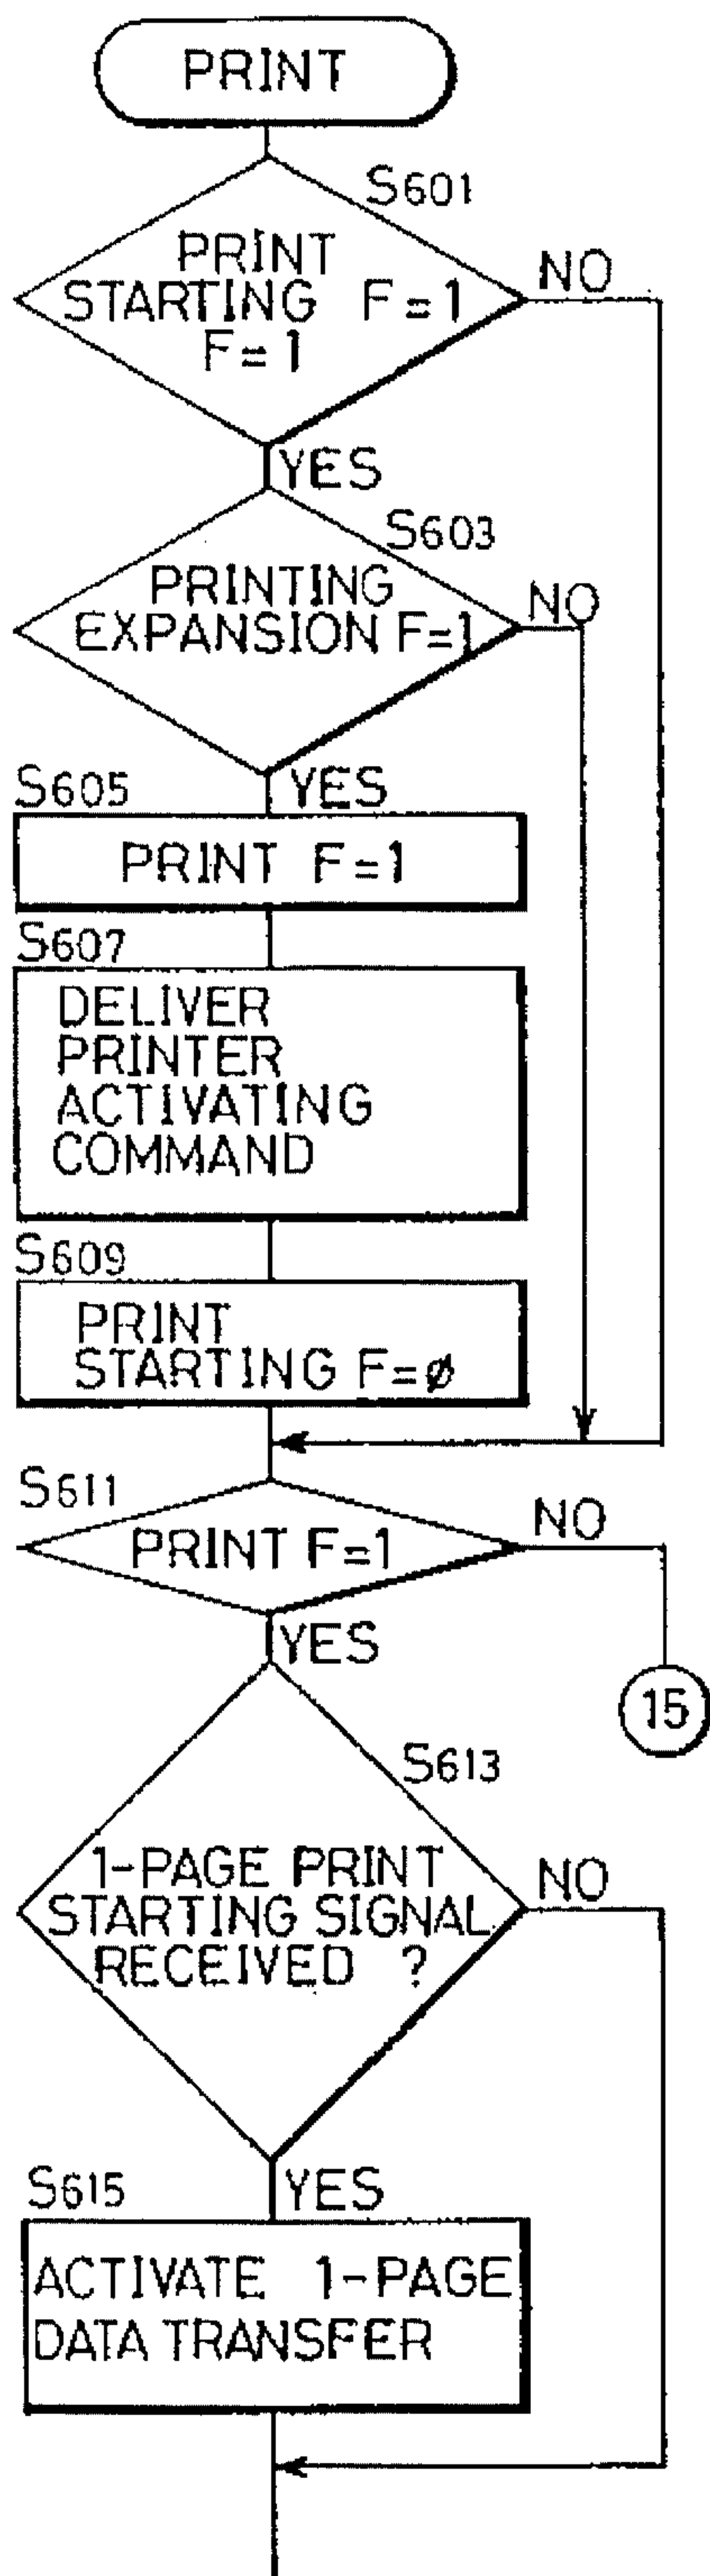 PRINT
S601
PRINT
STARTING F=1
F=1
NO
YES
S603
PRINTING
EXPANSION F=1
NO
YES
S605
PRINT F=1
S607
DELIVER
PRINTER
ACTIVATING
COMMAND
S609
PRINT
STARTING F=ø
S611
PRINT F=1
NO
YES
15
S613
1-PAGE PRINT
STARTING SIGNAL
RECEIVED ?
NO
YES
S615
ACTIVATE 1-PAGE
DATA TRANSFER